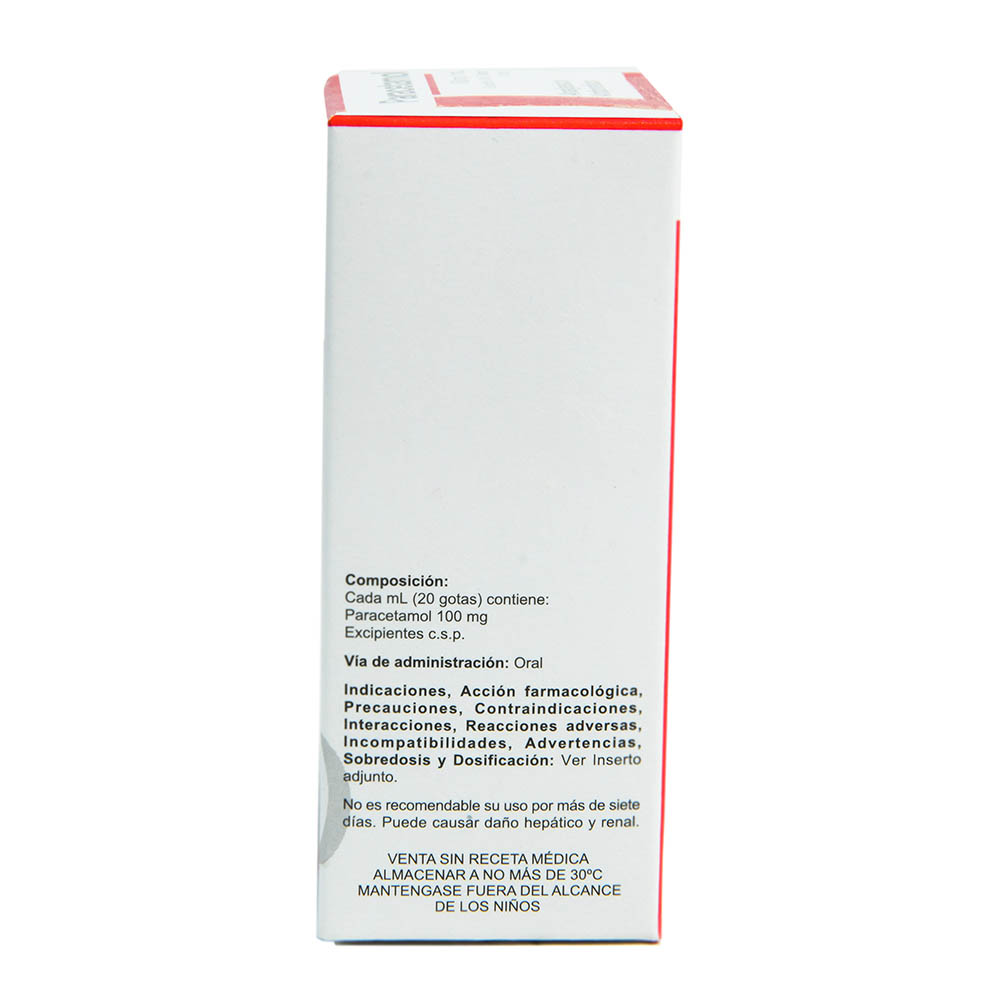 Paracetamol
Composición:
Cada mL (20 gotas) contiene:
Paracetamol 100 mg
Excipientes c.s.p.
Vía de administración: Oral
Indicaciones, Acción farmacológica,
Precauciones, Contraindicaciones,
Interacciones, Reacciones adversas,
Incompatibilidades, Advertencias,
Sobredosis y Dosificación: Ver Inserto
adjunto.
No es recomendable su uso por más de siete
días. Puede causar daño hepático y renal.
VENTA SIN RECETA MÉDICA
ALMACENAR A NO MÁS DE 30ºC
MANTENGASE FUERA DEL ALCANCE
DE LOS NIÑOS